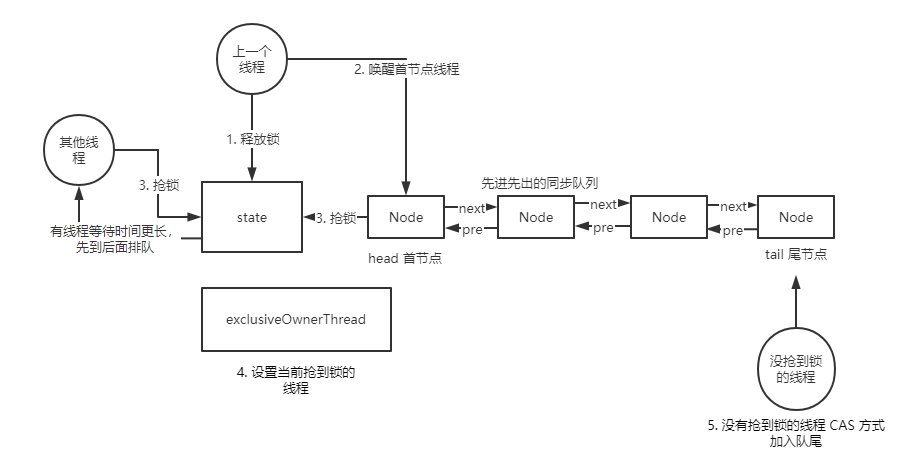 上一个
线程
2. 唤醒首节点线程
其他线
程
1. 释放锁
3. 抢锁
先进先出的同步队列
state
3. 抢锁
Node
next
pre
Node
next
pre
Node
next
pre
Node
有线程等待时间更长,
先到后面排队
head 首节点
tail 尾节点
exclusiveOwnerThread
4. 设置当前抢到锁的
线程
没抢到锁
的线程
5. 没有抢到锁的线程 CAS 方式
加入队尾